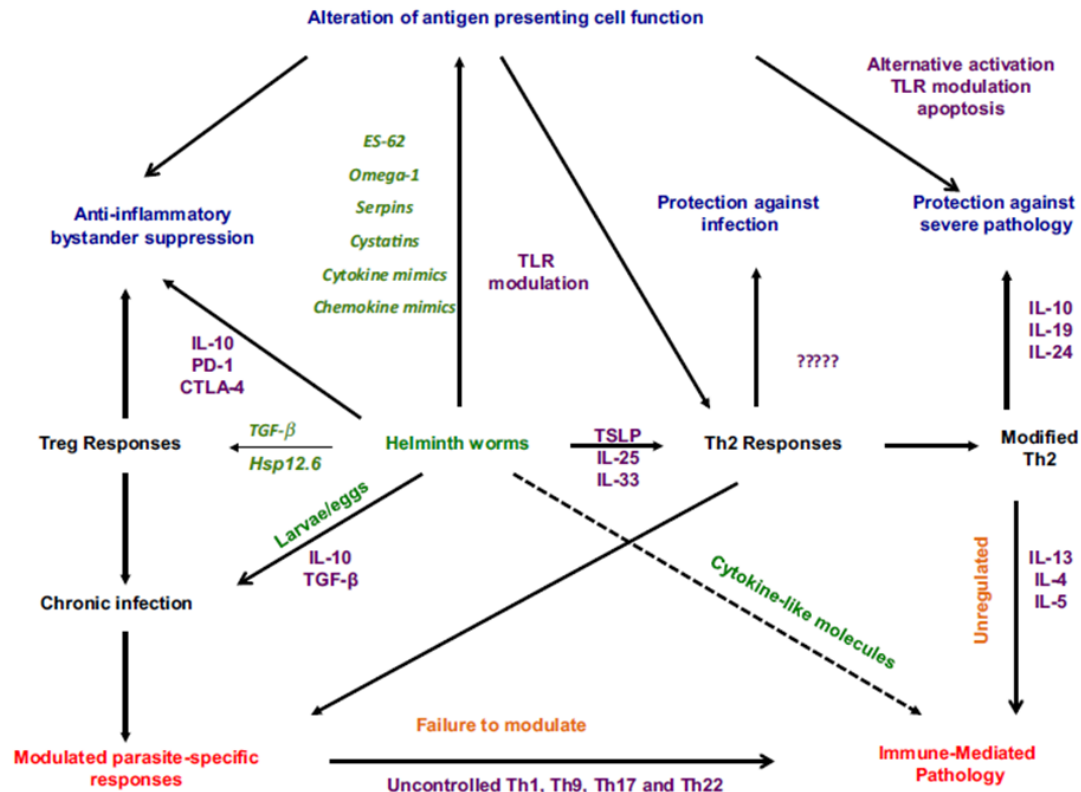 Alteration of antigen presenting cell function
Alternative activation
TLR modulation
apoptosis
ES-62
Omega-1
Serpins
Cystatins
Cytokine mimics
Chemokine mimics
TLR
modulation
Anti-inflammatory
bystander suppression
Protection against
infection
Protection against
severe pathology
IL-10
PD-1
CTLA-4
?????
IL-10
IL-19
IL-24
Treg Responses
TGF-β
Hsp12.6
Helminth worms
TSLP
IL-25
IL-33
Th2 Responses
Modified
Th2
Larvae/eggs
IL-10
TGF-β
Cytokine-like molecules
Unregulated
IL-13
IL-4
IL-5
Chronic infection
Failure to modulate
Modulated parasite-specific
responses
Uncontrolled Th1, Th9, Th17 and Th22
Immune-Mediated
Pathology